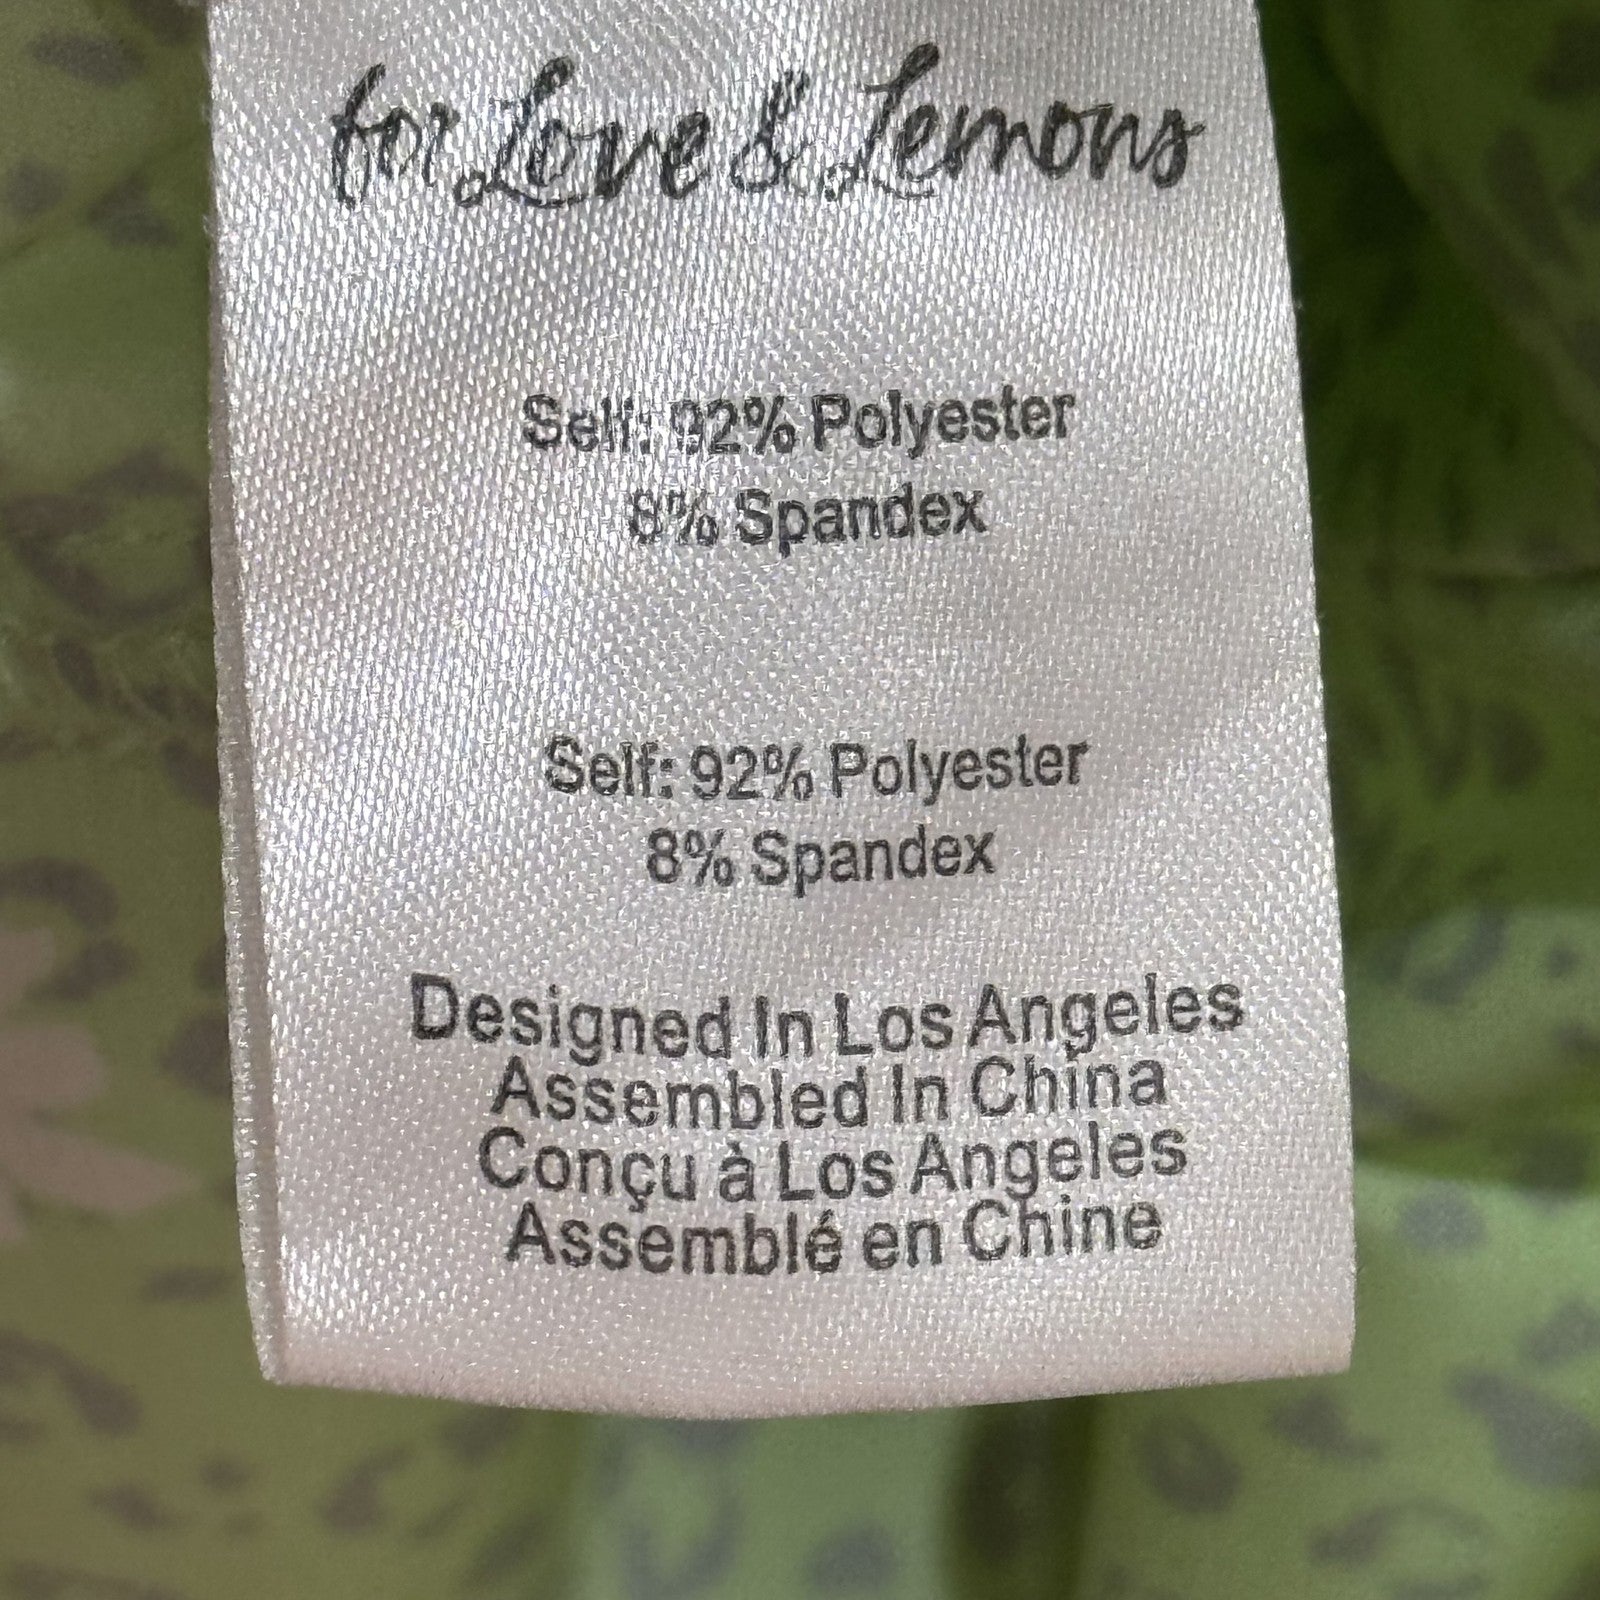 for Love & Lemons
Self: 92% Polyester
8% Spandex
Self: 92% Polyester
8% Spandex
Designed In Los Angeles
Assembled In China
Conçu à Los Angeles
Assemblé en Chine